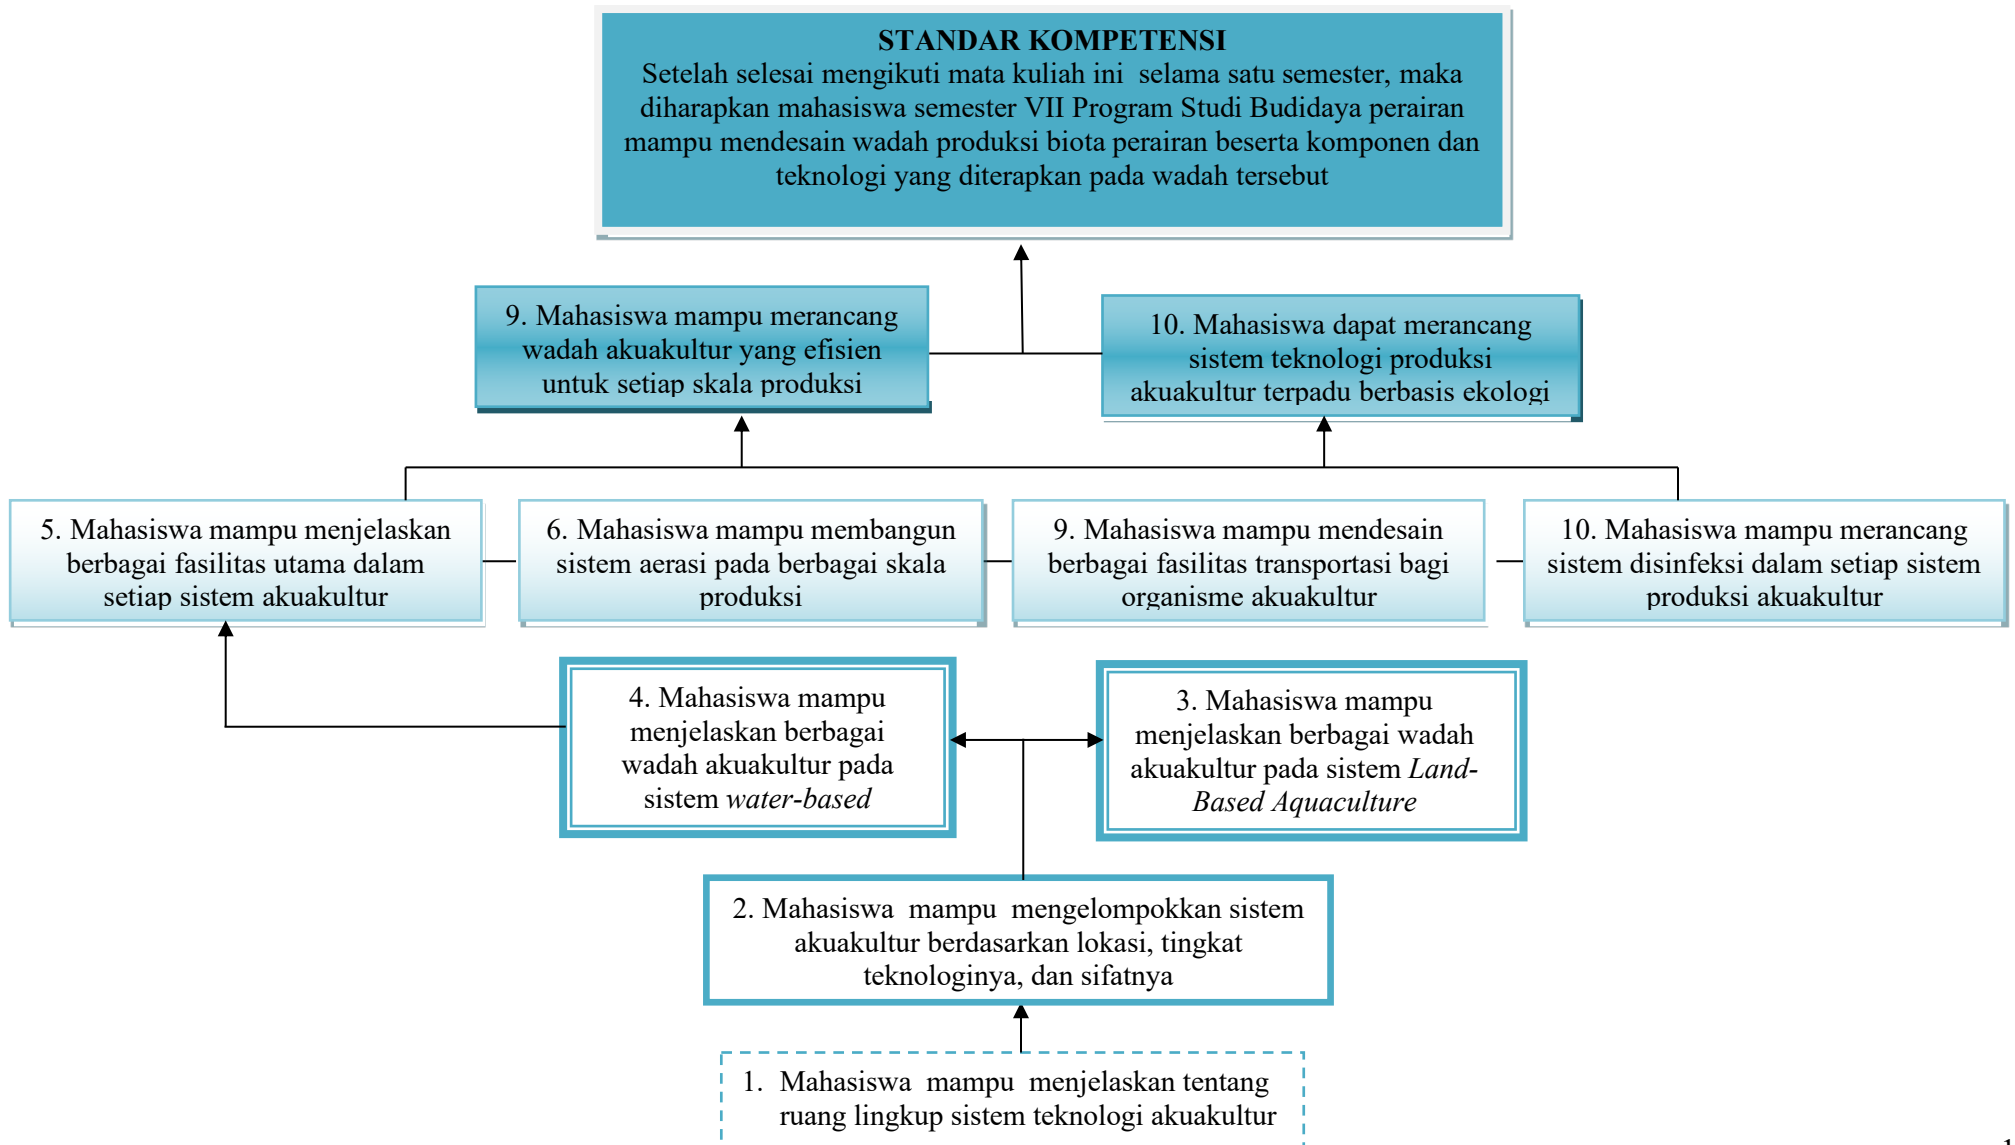 STANDAR KOMPETENSI
Setelah selesai mengikuti mata kuliah ini selama satu semester, maka
diharapkan mahasiswa semester VII Program Studi Budidaya perairan
mampu mendesain wadah produksi biota perairan beserta komponen dan
teknologi yang diterapkan pada wadah tersebut
9. Mahasiswa mampu merancang
wadah akuakultur yang efisien
untuk setiap skala produksi
10. Mahasiswa dapat merancang
sistem teknologi produksi
akuakultur terpadu berbasis ekologi
5. Mahasiswa mampu menjelaskan
berbagai fasilitas utama dalam
setiap sistem akuakultur
6. Mahasiswa mampu membangun
sistem aerasi pada berbagai skala
produksi
9. Mahasiswa mampu mendesain
berbagai fasilitas transportasi bagi
organisme akuakultur
10. Mahasiswa mampu merancang
sistem disinfeksi dalam setiap sistem
produksi akuakultur
4. Mahasiswa mampu
menjelaskan berbagai
wadah akuakultur pada
sistem water-based
3. Mahasiswa mampu
menjelaskan berbagai wadah
akuakultur pada sistem Land-
Based Aquaculture
2. Mahasiswa mampu mengelompokkan sistem
akuakultur berdasarkan lokasi, tingkat
teknologinya, dan sifatnya
1. Mahasiswa mampu menjelaskan tentang
ruang lingkup sistem teknologi akuakultur